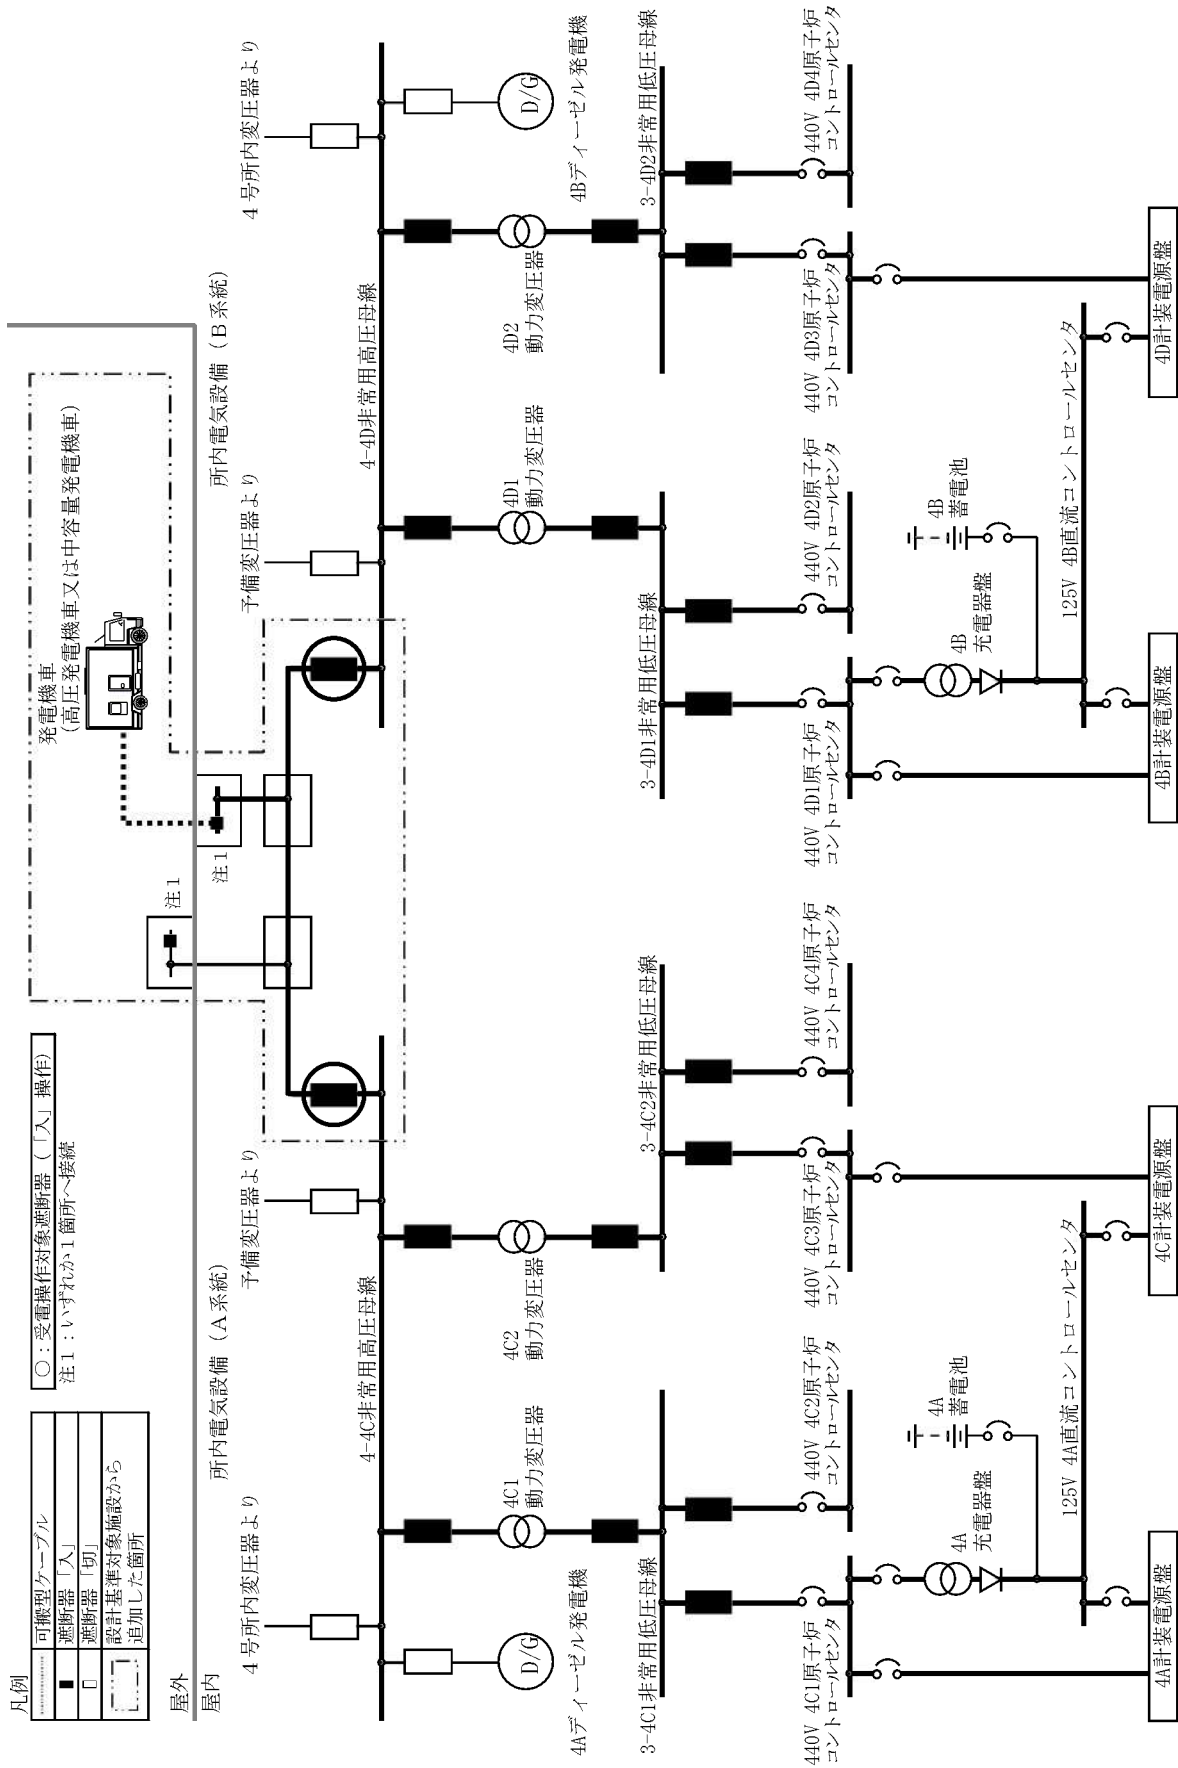 凡例
可搬型ケーブル
遮断器「入」
遮断器「切」
設計基準対象施設から
追加した箇所
○：受電操作対象遮断器（「入」操作）
注１：いずれか１箇所へ接続
発電機車
(高圧発電機車又は中容量発電機車)
屋外
屋内
注１
注１
所内電気設備（Ａ系統）
所内電気設備（Ｂ系統）
４号所内変圧器より
予備変圧器より
予備変圧器より
４号所内変圧器より
4-4C非常用高圧母線
4-4D非常用高圧母線
D/G
4Aディーゼル発電機
4C1
動力変圧器
4C2
動力変圧器
4D1
動力変圧器
4D2
動力変圧器
D/G
4Bディーゼル発電機
3-4C1非常用低圧母線
3-4C2非常用低圧母線
3-4D1非常用低圧母線
3-4D2非常用低圧母線
440V 4C1原子炉
コントロールセンタ
440V 4C2原子炉
コントロールセンタ
440V 4C3原子炉
コントロールセンタ
440V 4C4原子炉
コントロールセンタ
440V 4D1原子炉
コントロールセンタ
440V 4D2原子炉
コントロールセンタ
440V 4D3原子炉
コントロールセンタ
440V 4D4原子炉
コントロールセンタ
4A
充電器盤
4A
蓄電池
4B
充電器盤
4B
蓄電池
125V 4A直流コントロールセンタ
125V 4B直流コントロールセンタ
4A計装電源盤
4C計装電源盤
4B計装電源盤
4D計装電源盤